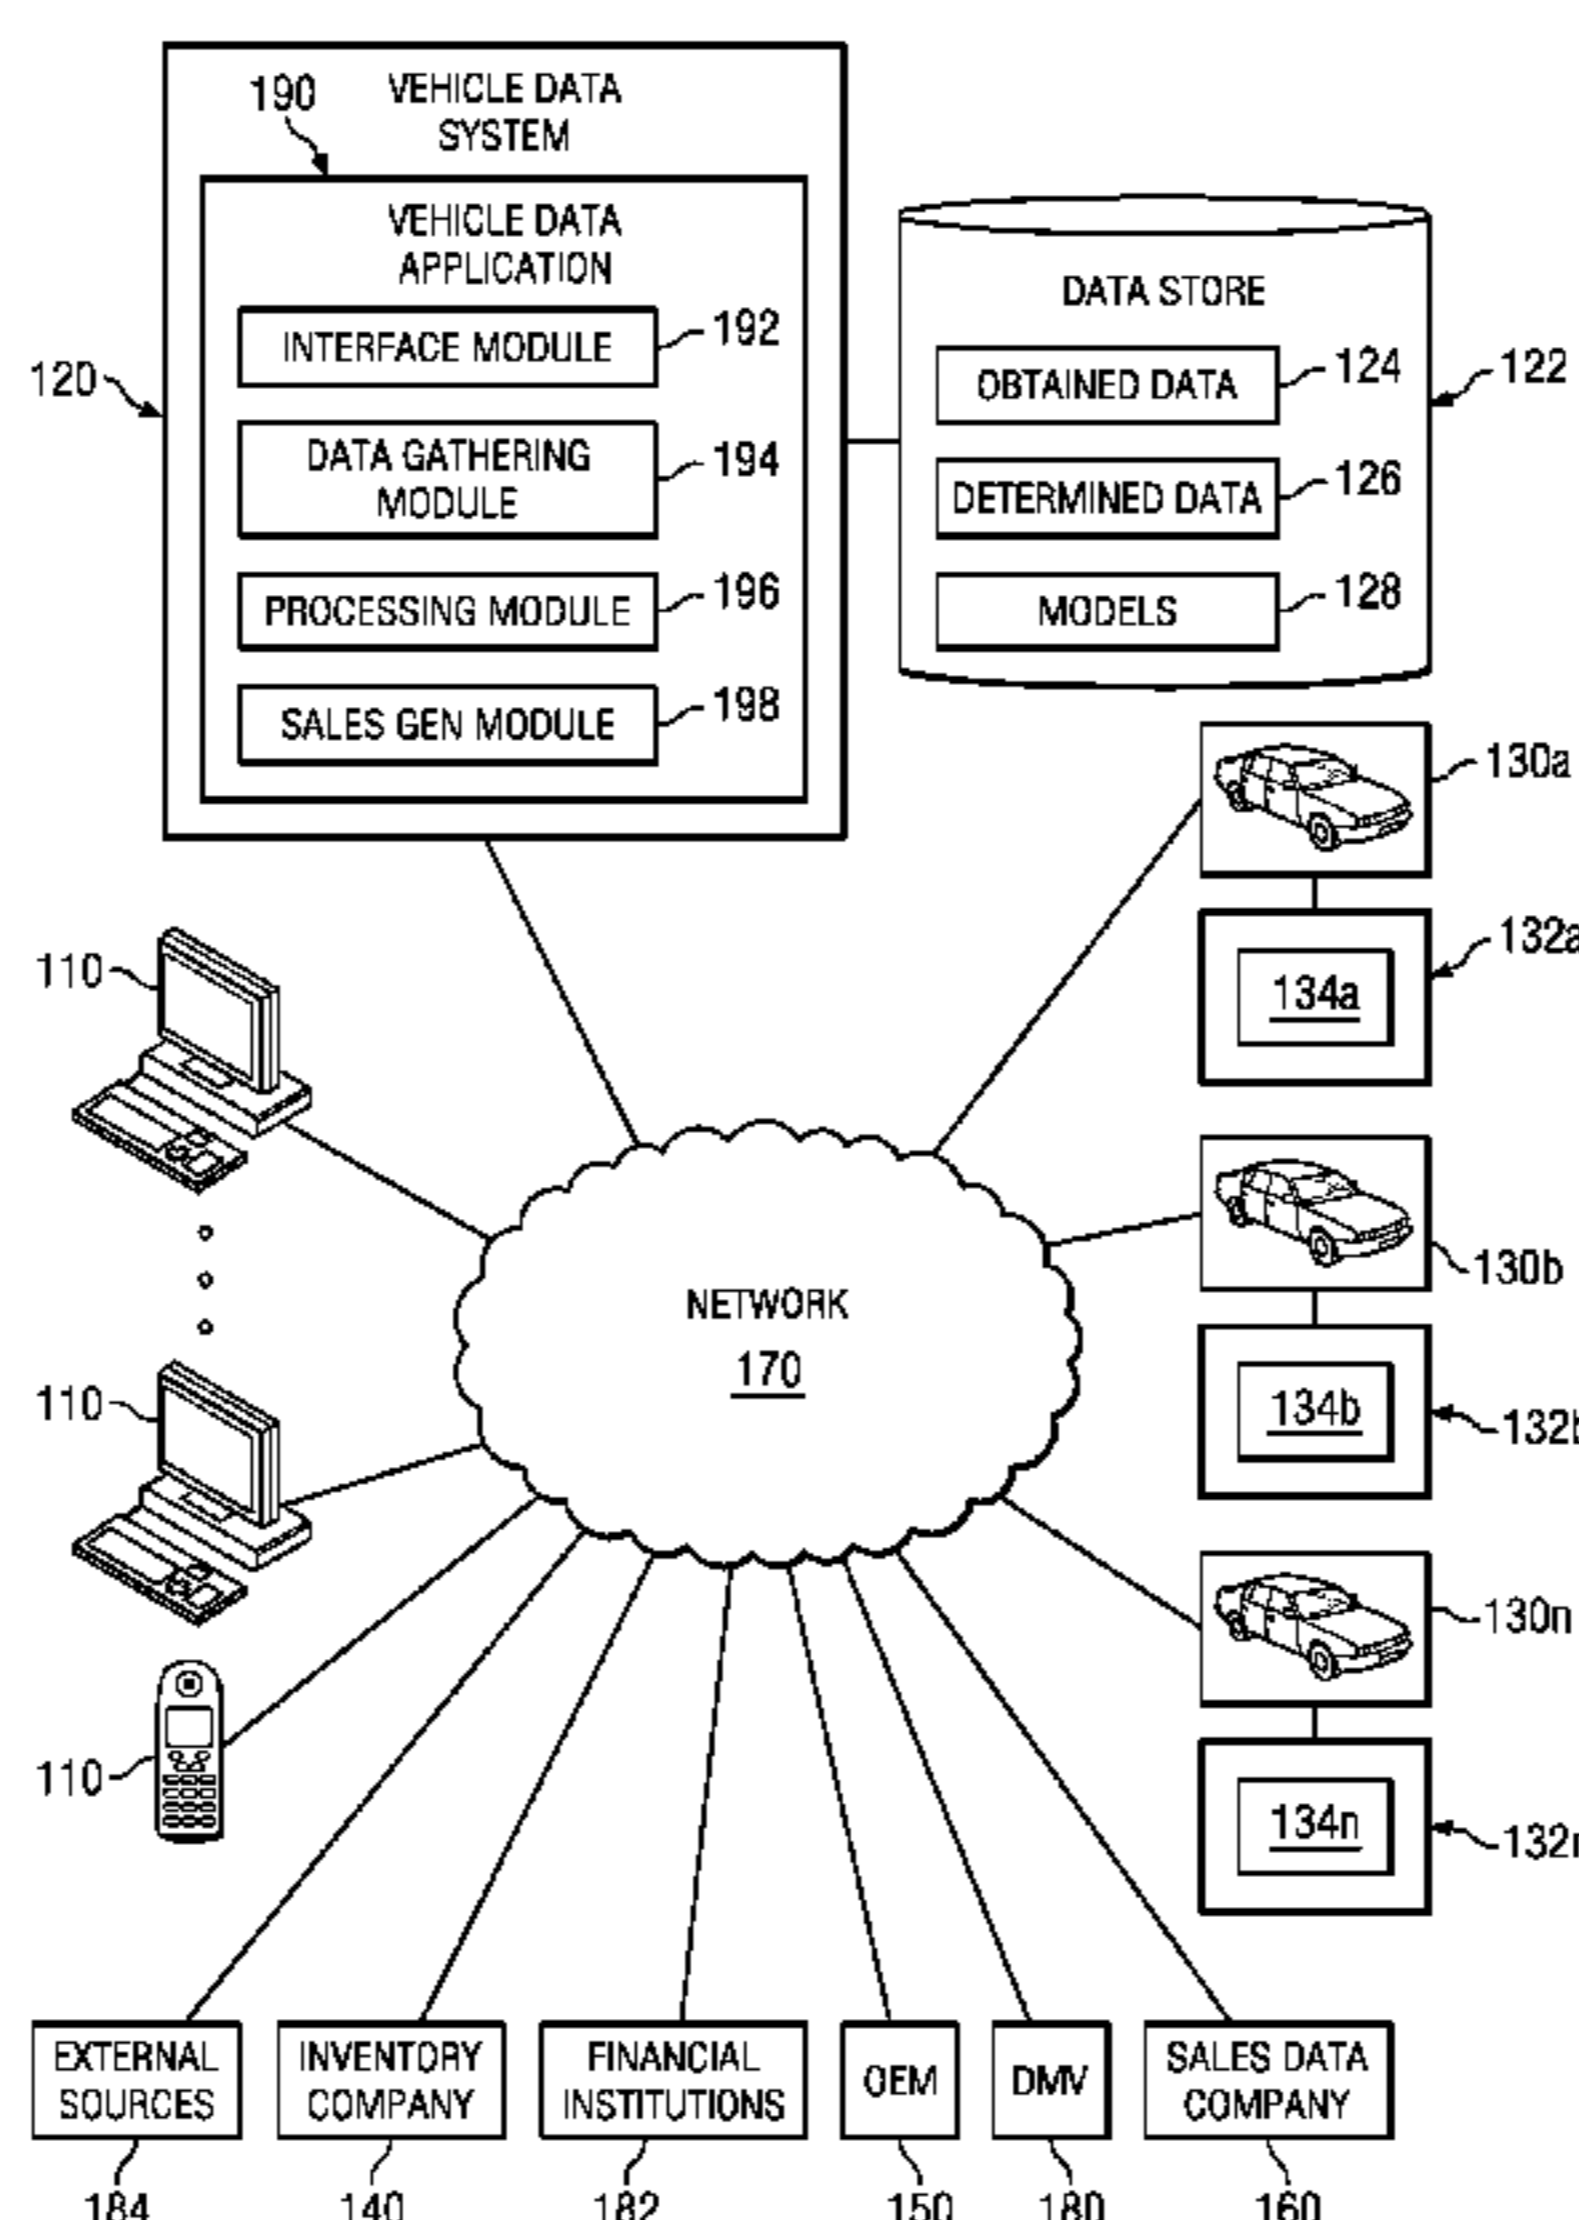 VEHICLE DATA
SYSTEM
190
VEHICLE DATA
APPLICATION
INTERFACE MODULE
192
DATA GATHERING
MODULE
194
PROCESSING MODULE
196
SALES GEN MODULE
198
120
DATA STORE
OBTAINED DATA
124
DETERMINED DATA
126
MODELS
128
122
130a
132a
134a
110
130b
NETWORK
170
110
134b
132b
130n
110
134n
132n
EXTERNAL
SOURCES
INVENTORY
COMPANY
FINANCIAL
INSTITUTIONS
OEM
DMV
SALES DATA
COMPANY
184
140
182
150
180
160